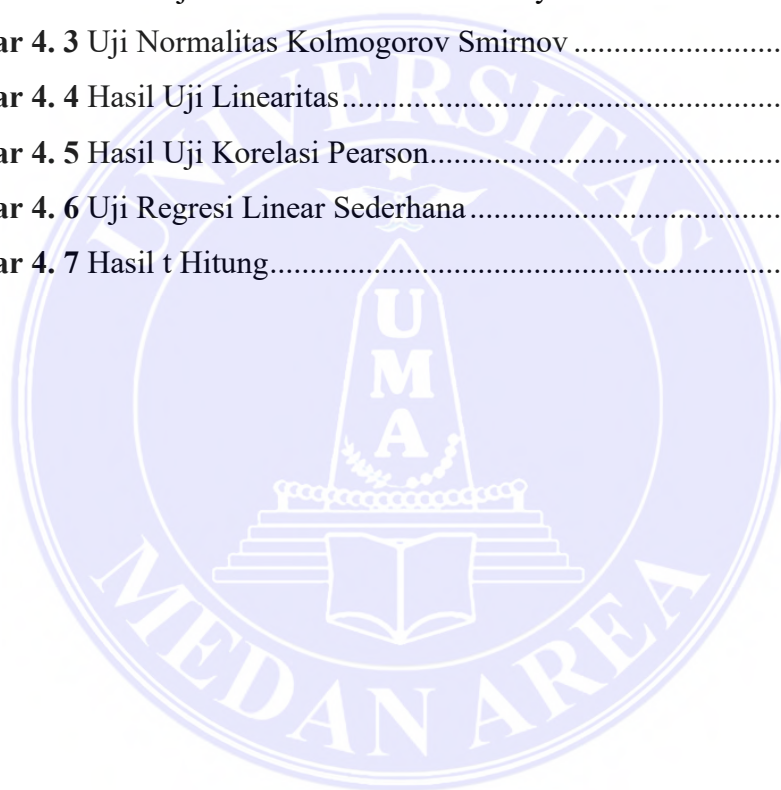 ar 4. 3 Uji Normalitas Kolmogorov Smirnov ..........................
ar 4. 4 Hasil Uji Linearitas.......................................................
ar 4. 5 Hasil Uji Korelasi Pearson............................................
ar 4. 6 Uji Regresi Linear Sederhana.......................................
ar 4. 7 Hasil t Hitung................................................................
UNIVERSITAS
UMA
MEDAN AREA